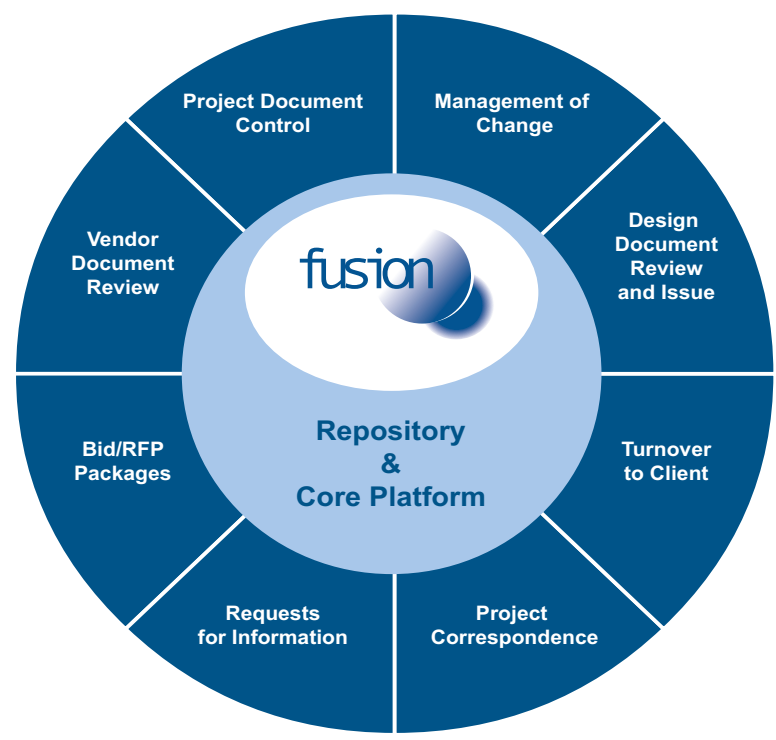 Project Document
Control
Management of
Change
Design
Document
Review
and Issue
Turnover
to Client
Project
Correspondence
Requests
for Information
Bid/RFP
Packages
Vendor
Document
Review
fusion
Repository
&
Core Platform